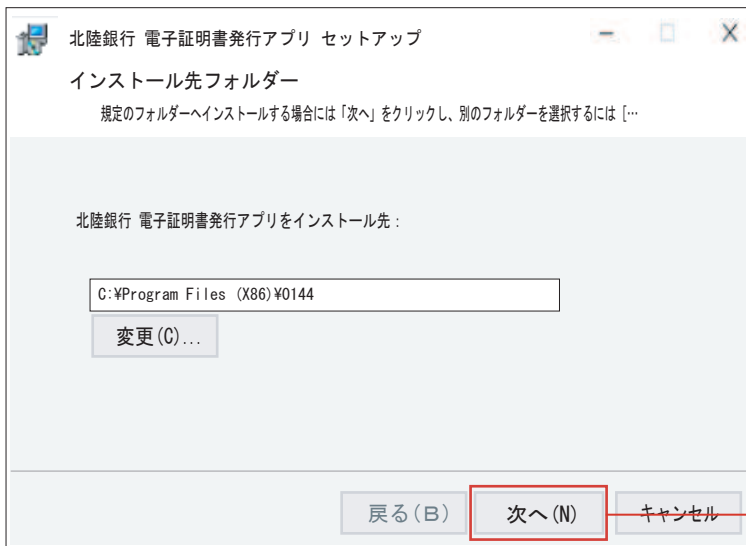 北陸銀行 電子証明書発行アプリ セットアップ
インストール先フォルダー
規定のフォルダーへインストールする場合には「次へ」をクリックし、別のフォルダーを選択するには […
北陸銀行 電子証明書発行アプリをインストール先：
C:¥Program Files (X86)¥0144
変更(C)...
戻る(B) 次へ(N) キャンセル